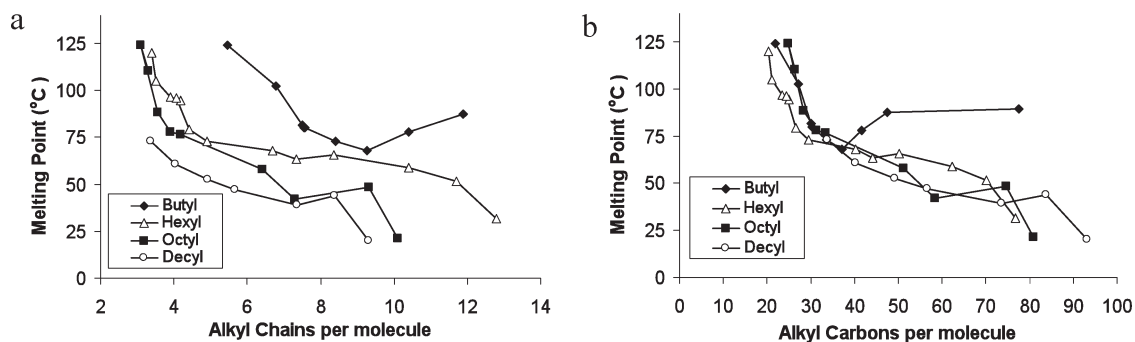 a
125
100
75
50
25
0
Melting Point (°C)
Butyl
Hexyl
Octyl
Decyl
2 4 6 8 10 12 14
Alkyl Chains per molecule
b
125
100
75
50
25
0
Melting Point (°C)
Butyl
Hexyl
Octyl
Decyl
0 10 20 30 40 50 60 70 80 90 100
Alkyl Carbons per molecule